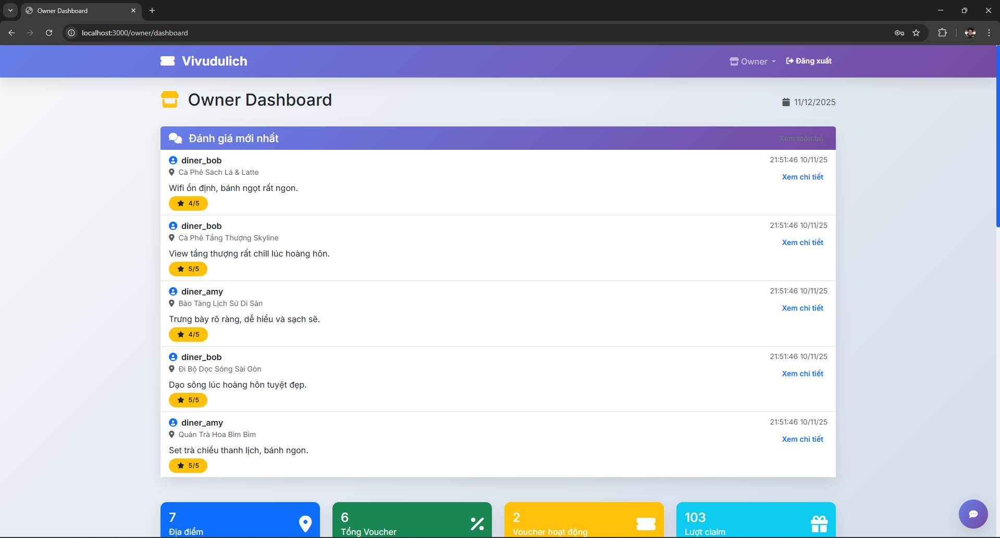 Owner Dashboard
localhost:3000/owner/dashboard
Vivudulich
Owner
Đăng xuất
Owner Dashboard
11/12/2025
Đánh giá mới nhất
Xem toàn bộ
diner_bob
21:51:46 10/11/25
Cà Phê Sách Lá & Latte
Xem chi tiết
Wifi ổn định, bánh ngọt rất ngon.
4/5
diner_bob
21:51:46 10/11/25
Cà Phê Tầng Thượng Skyline
Xem chi tiết
View tầng thượng rất chill lúc hoàng hôn.
5/5
diner_amy
21:51:46 10/11/25
Bảo Tàng Lịch Sử Di Sản
Xem chi tiết
Trưng bày rõ ràng, dễ hiểu và sạch sẽ.
4/5
diner_bob
21:51:46 10/11/25
Đi Bộ Dọc Sông Sài Gòn
Xem chi tiết
Dạo sông lúc hoàng hôn tuyệt đẹp.
5/5
diner_amy
21:51:46 10/11/25
Quán Trà Hoa Bìm Bìm
Xem chi tiết
Set trà chiều thanh lịch, bánh ngon.
5/5
7
Địa điểm
6
Tổng Voucher
2
Voucher hoạt động
103
Lượt claim